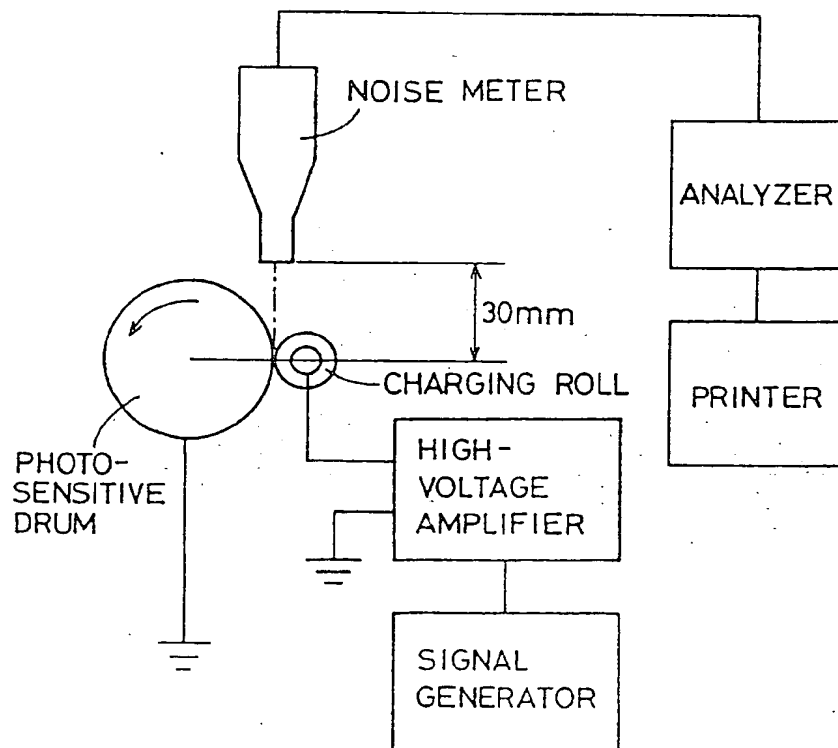 NOISE METER
ANALYZER
30mm
CHARGING ROLL
PRINTER
PHOTO-
SENSITIVE
DRUM
HIGH-
VOLTAGE
AMPLIFIER
SIGNAL
GENERATOR